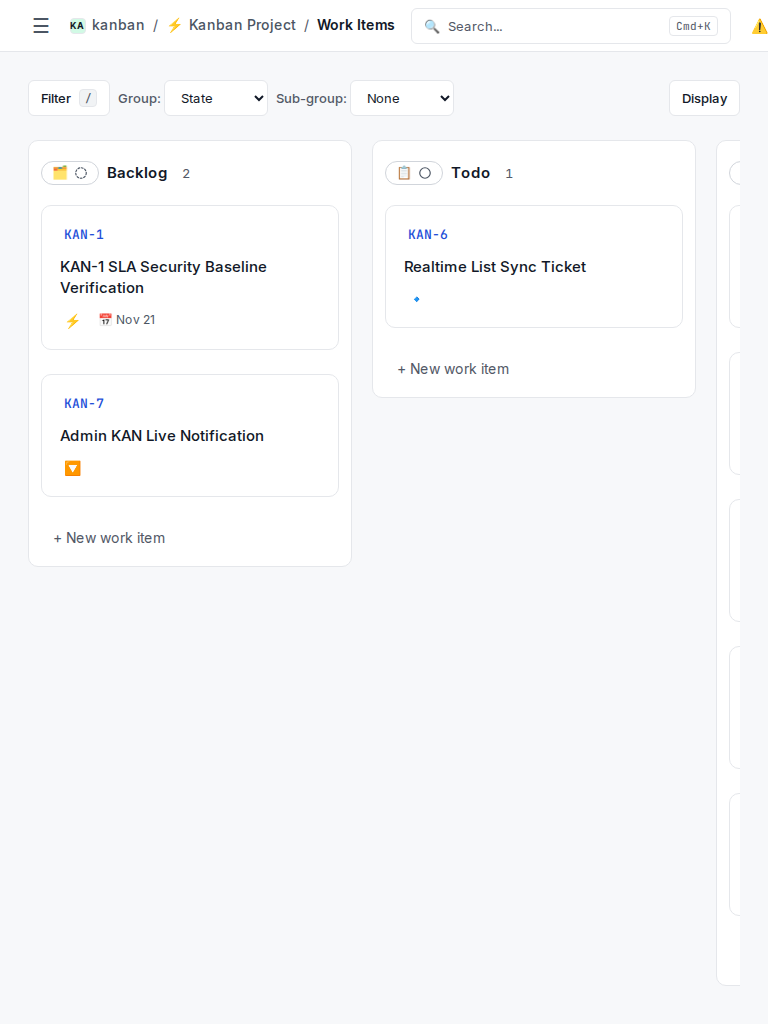 KA kanban / Kanban Project / Work Items
Search... Cmd+K
Filter / Group: State Sub-group: None Display
Backlog 2
KAN-1
KAN-1 SLA Security Baseline
Verification
Nov 21
KAN-7
Admin KAN Live Notification
+ New work item
Todo 1
KAN-6
Realtime List Sync Ticket
+ New work item